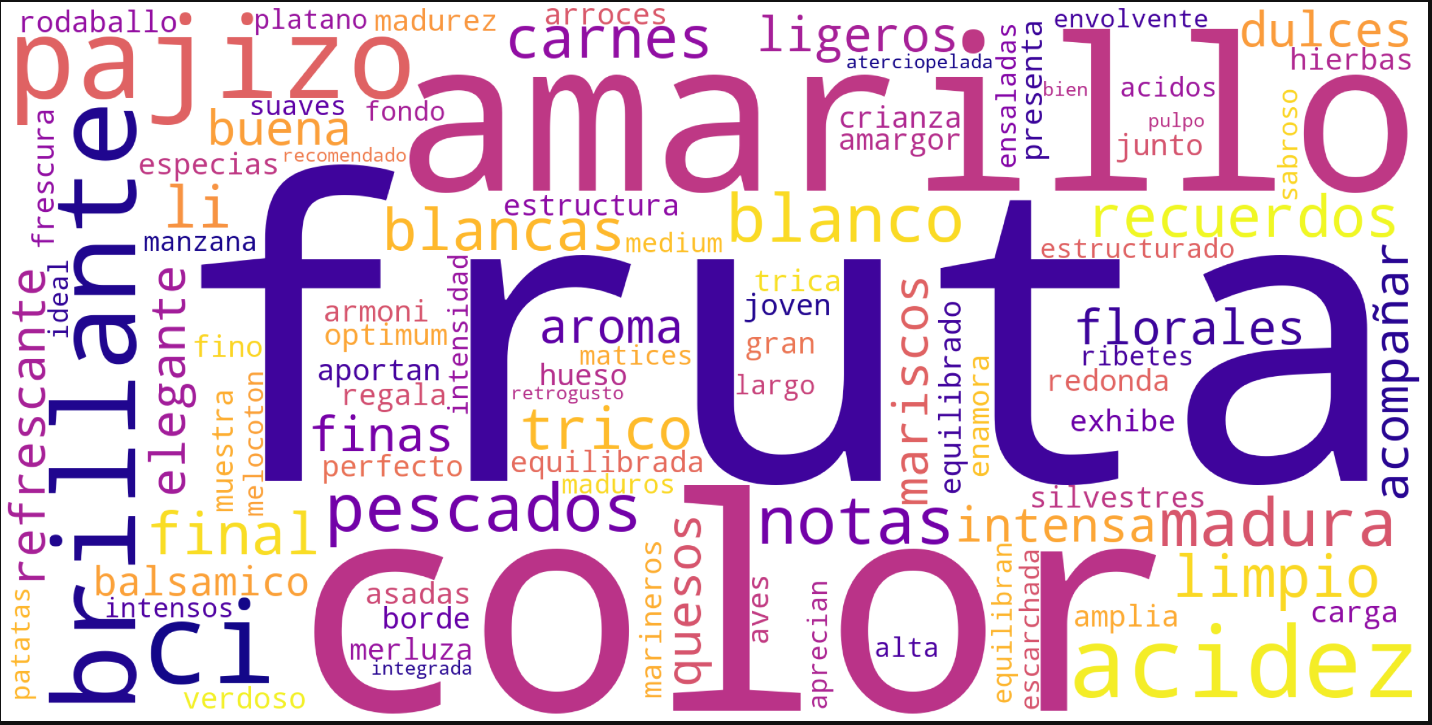 rodaballo
platano
madurez
arroces
carnes
ligeros
envolvente
dulces
pajizo
amarillo
aterciopelada
hierbas
suaves
fondo
buena
ensaladas
presenta
bien
acidos
crianza
amargor
pulpo
junto
sabroso
frescura
brillante
especias
recomendado
li
manzana
estructura
blancas
medium
blanco
recuerdos
estructurado
fruta
refrescante
ideal
elegante
fino
armoni
optimum
intensidad
aroma
trica
joven
matices
gran
mariscos
equilibrado
florales
ribetes
acompañar
aportan
regala
hueso
retrogusto
largo
enamora
redonda
exhibe
muestra
melocoton
finas
perfecto
trico
equilibrada
maduros
silvestres
final
pescados
notas
intensa
madura
color
balsamico
intensos
ci
asadas
borde
merluza
integrada
marineros
quesos
aves
aprecian
alta
equilibran
escarchada
amplia
limpio
carga
acidez
patatas
verdoso